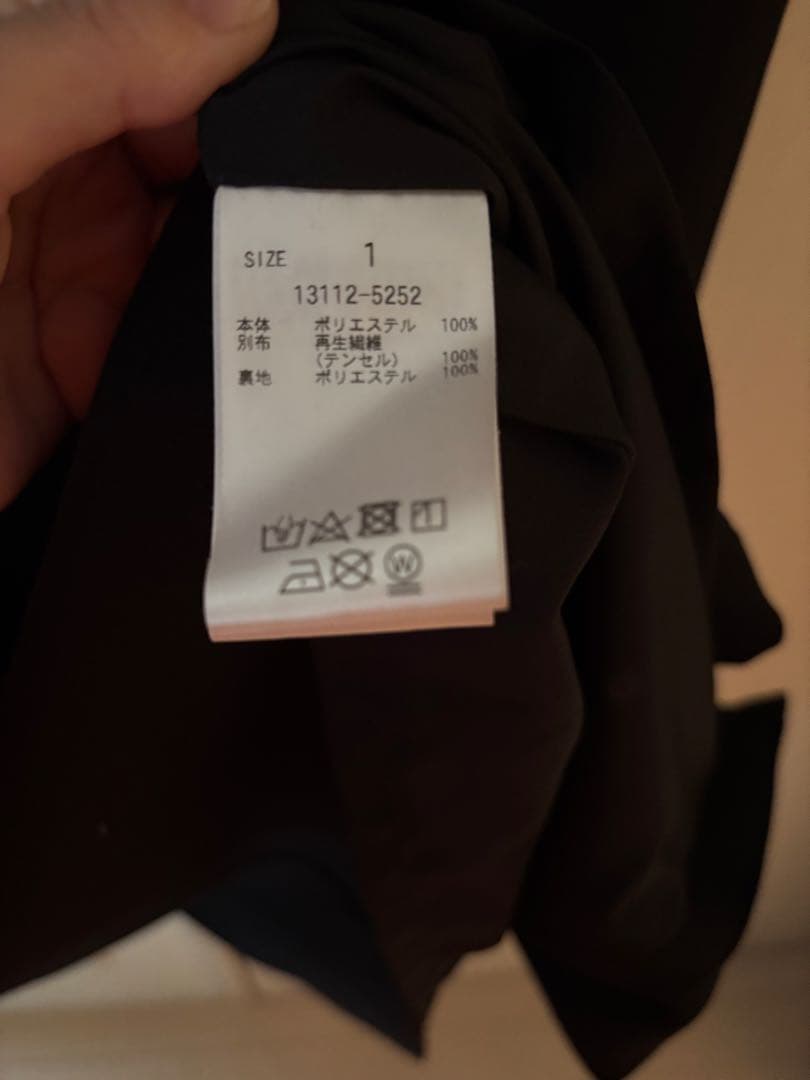 SIZE 1
13112-5252
本体 ポリエステル 100%
別布 再生繊維
(テンセル) 100%
裏地 ポリエステル 100%
W